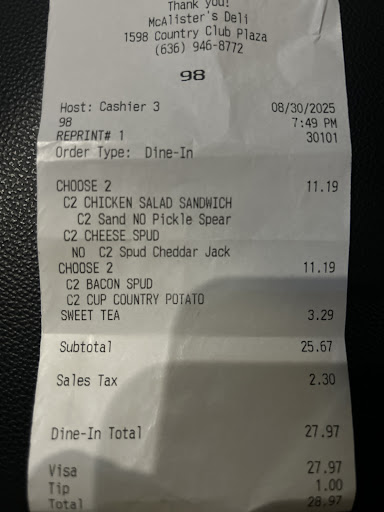 Thank you!
McAlister's Deli
1598 Country Club Plaza
(636) 946-8772
98
Host: Cashier 3 08/30/2025
98 7:49 PM
REPRINT# 1 30101
Order Type: Dine-In
CHOOSE 2 11.19
C2 CHICKEN SALAD SANDWICH
C2 Sand NO Pickle Spear
C2 CHEESE SPUD
NO C2 Spud Cheddar Jack
CHOOSE 2 11.19
C2 BACON SPUD
C2 CUP COUNTRY POTATO
SWEET TEA 3.29
Subtotal 25.67
Sales Tax 2.30
Dine-In Total 27.97
Visa 27.97
Tip 1.00
Total 28.97